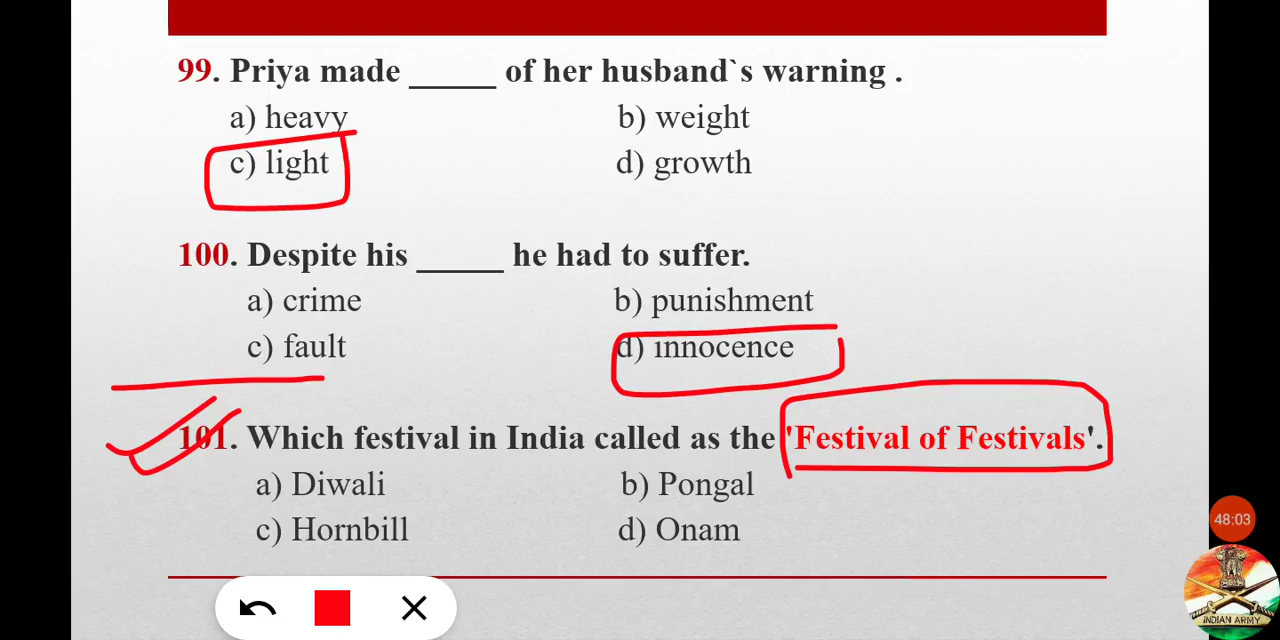 99. Priya made _____ of her husband`s warning .
a) heavy b) weight
c) light d) growth
100. Despite his _____ he had to suffer.
a) crime b) punishment
c) fault d) innocence
101. Which festival in India called as the 'Festival of Festivals'.
a) Diwali b) Pongal
c) Hornbill d) Onam
48:03
INDIAN ARMY